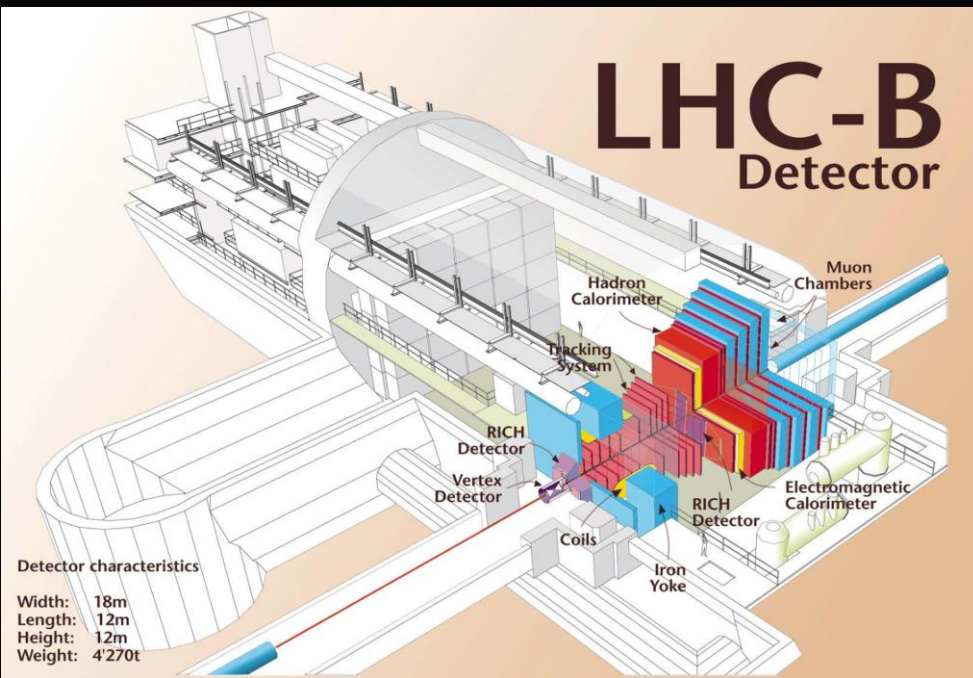 LHC-B
Detector
Muon
Chambers
Hadron
Calorimeter
Tracking
System
RICH
Detector
Vertex
Detector
Coils
Iron
Yoke
RICH
Detector
Electromagnetic
Calorimeter
Detector characteristics
Width: 18m
Length: 12m
Height: 12m
Weight: 4'270t